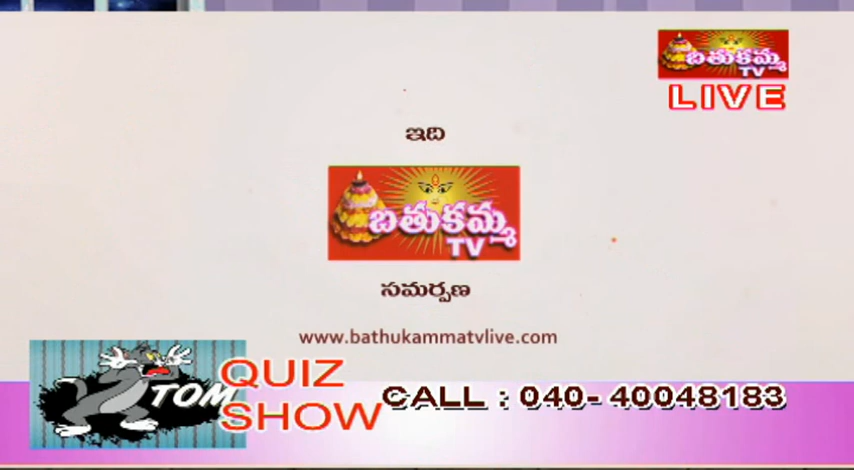 బతుకమ్మ
TV
LIVE
ఇది
బతుకమ్మ
TV
సమర్పణ
www.bathukammatvlive.com
TOM
QUIZ
SHOW
CALL : 040- 40048183